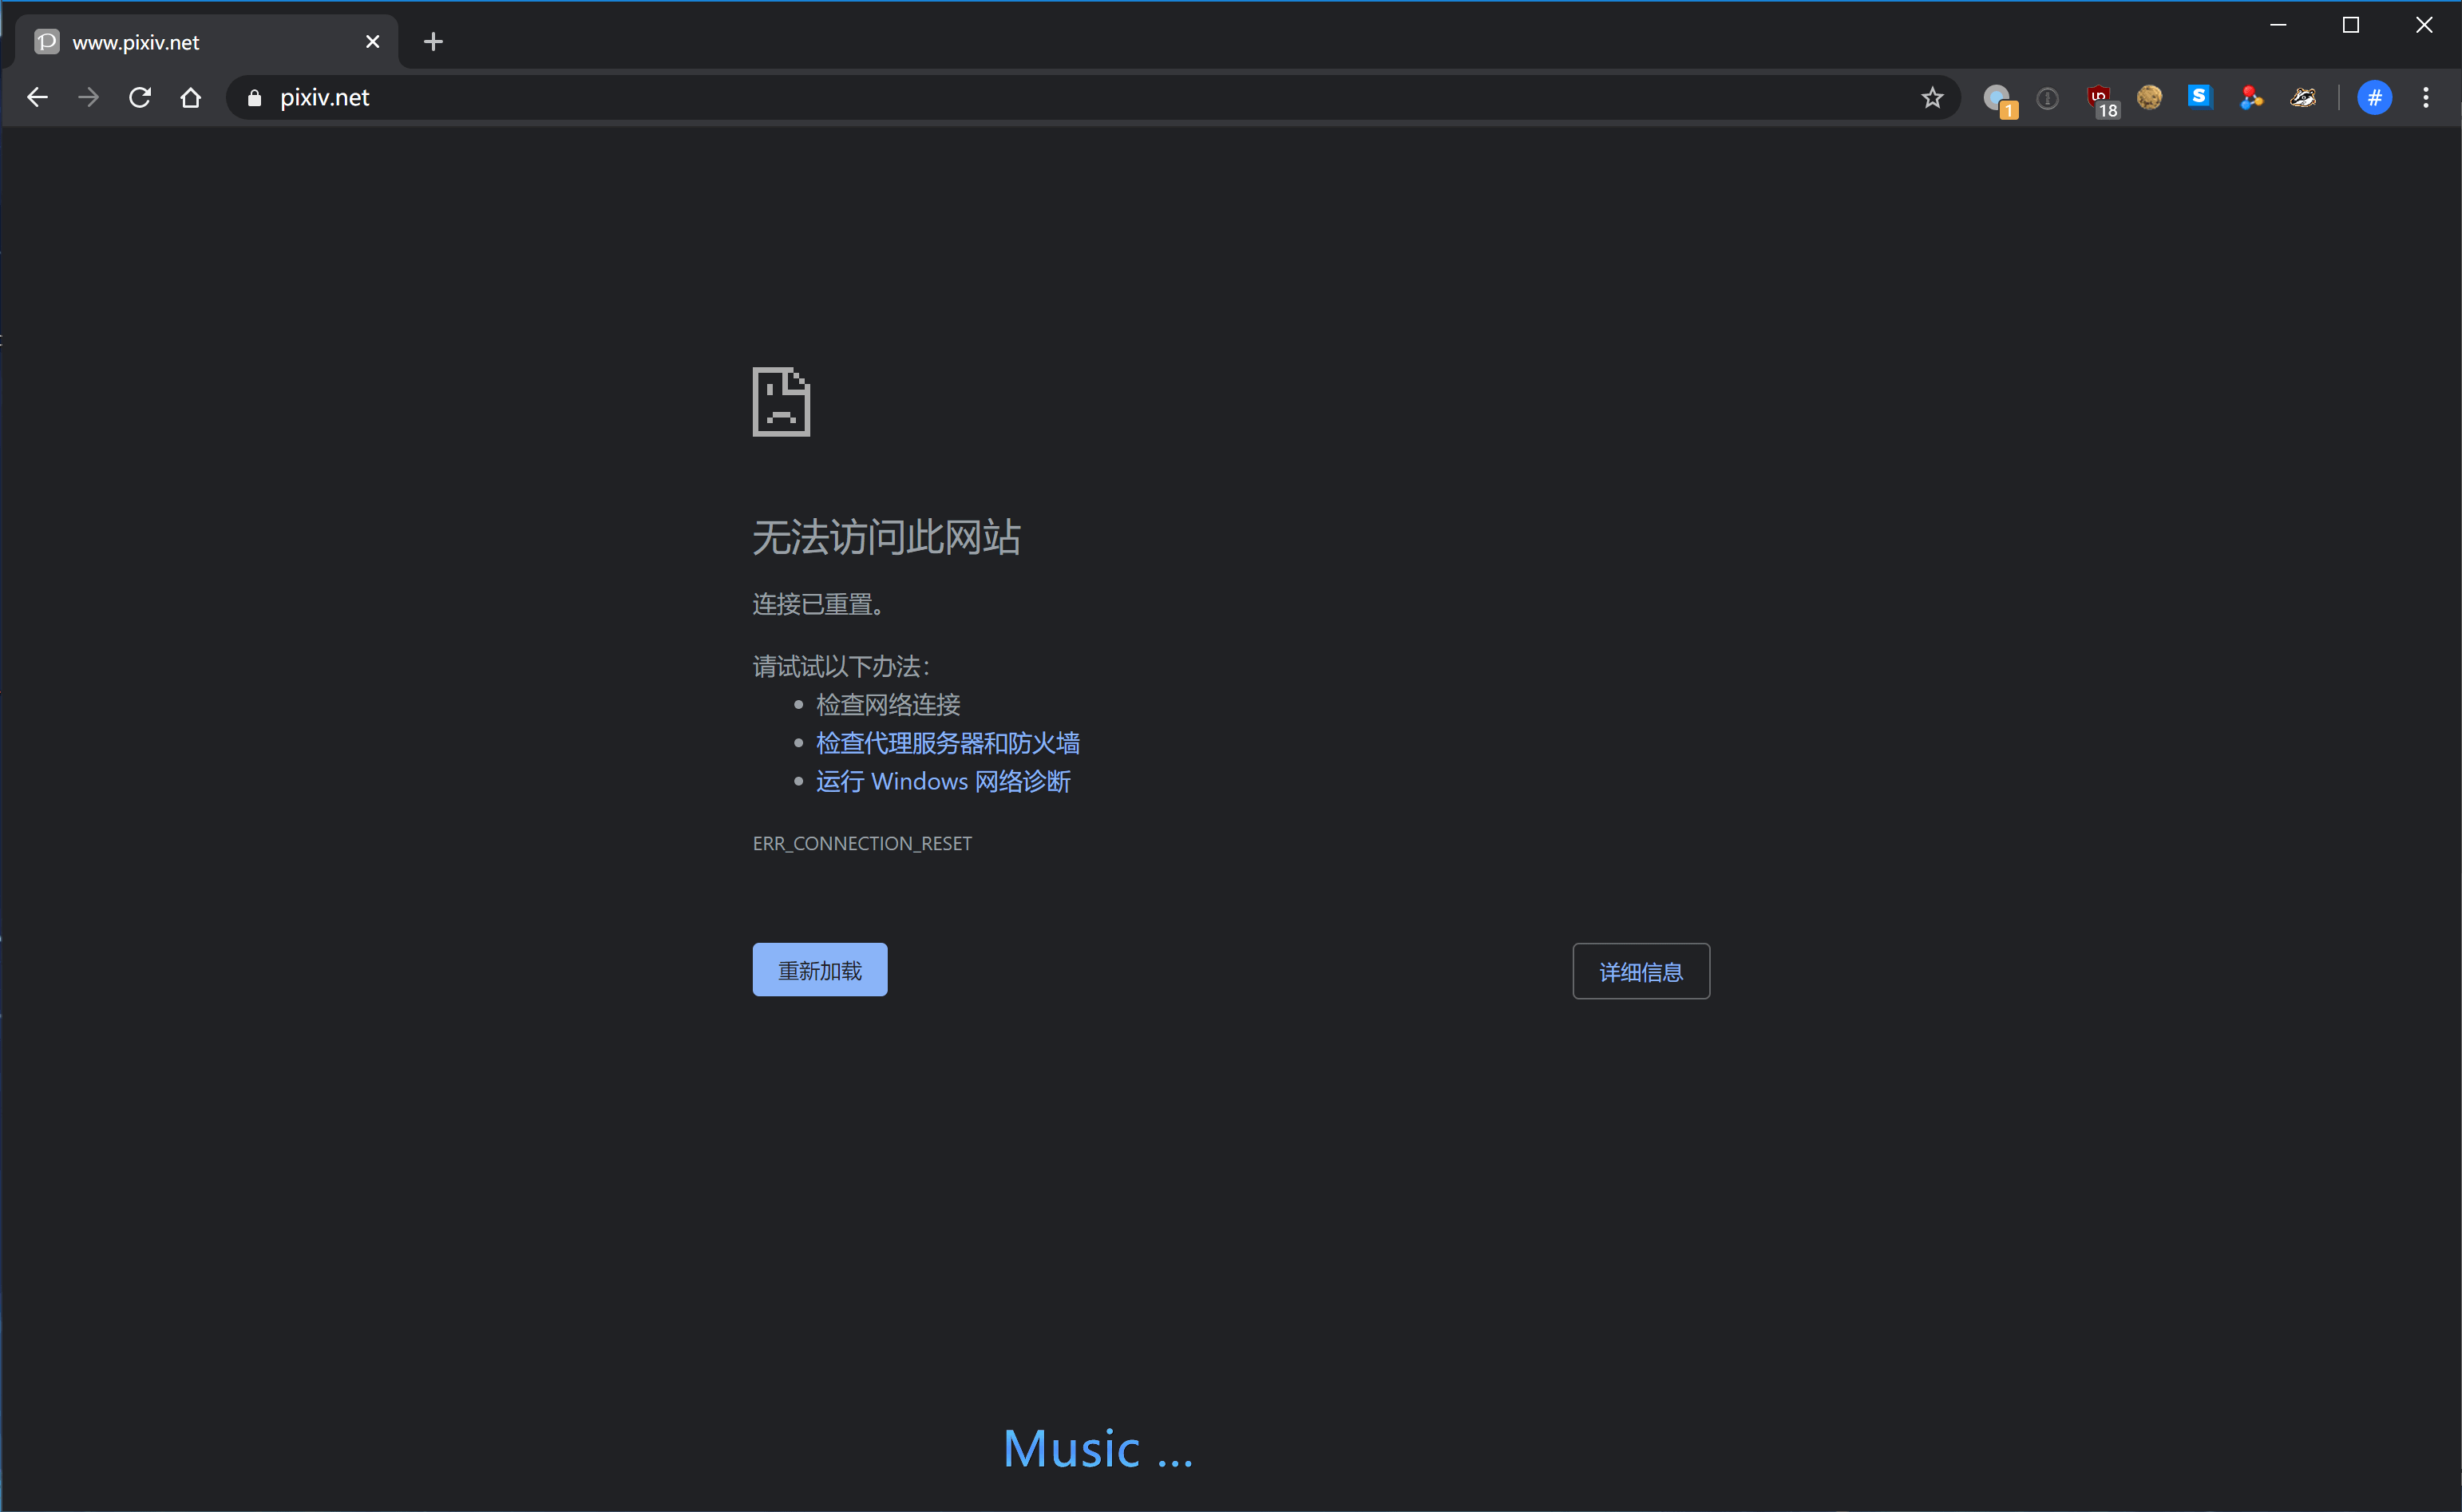 www.pixiv.net
pixiv.net
1
18
S
#
无法访问此网站
连接已重置。
请试试以下办法：
检查网络连接
检查代理服务器和防火墙
运行 Windows 网络诊断
ERR_CONNECTION_RESET
重新加载
详细信息
Music ...